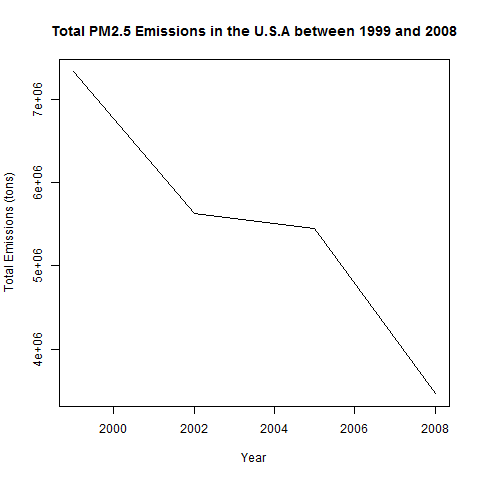 Total PM2.5 Emissions in the U.S.A between 1999 and 2008
Total Emissions (tons)
7e+06
6e+06
5e+06
4e+06
2000 2002 2004 2006 2008
Year